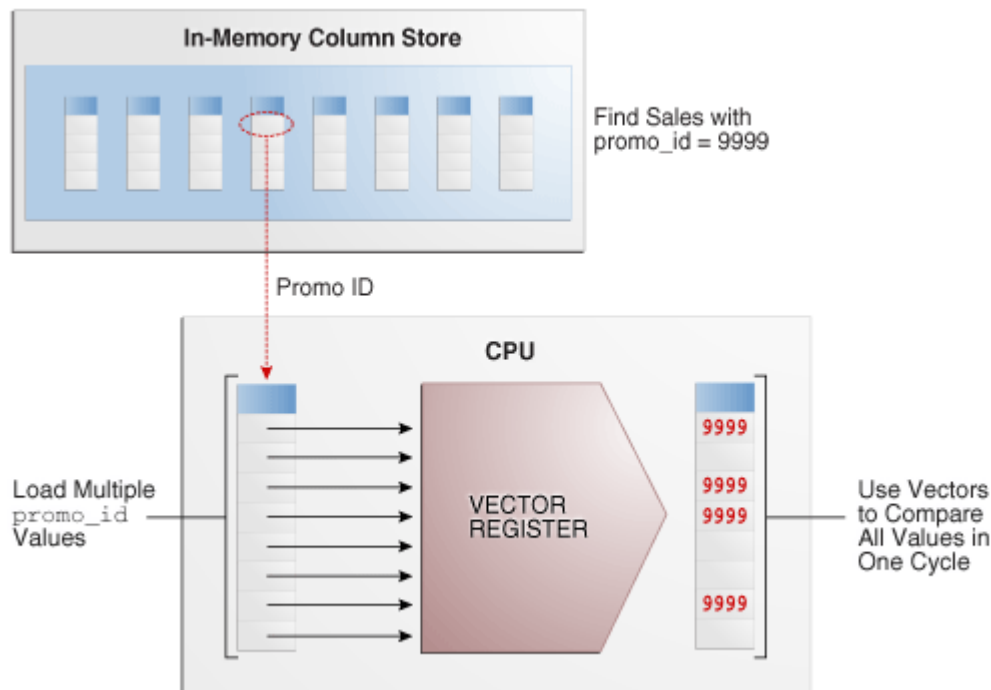 In-Memory Column Store
Find Sales with
promo_id = 9999
Promo ID
CPU
Load Multiple
promo_id
Values
VECTOR
REGISTER
9999
9999
9999
9999
Use Vectors
to Compare
All Values in
One Cycle